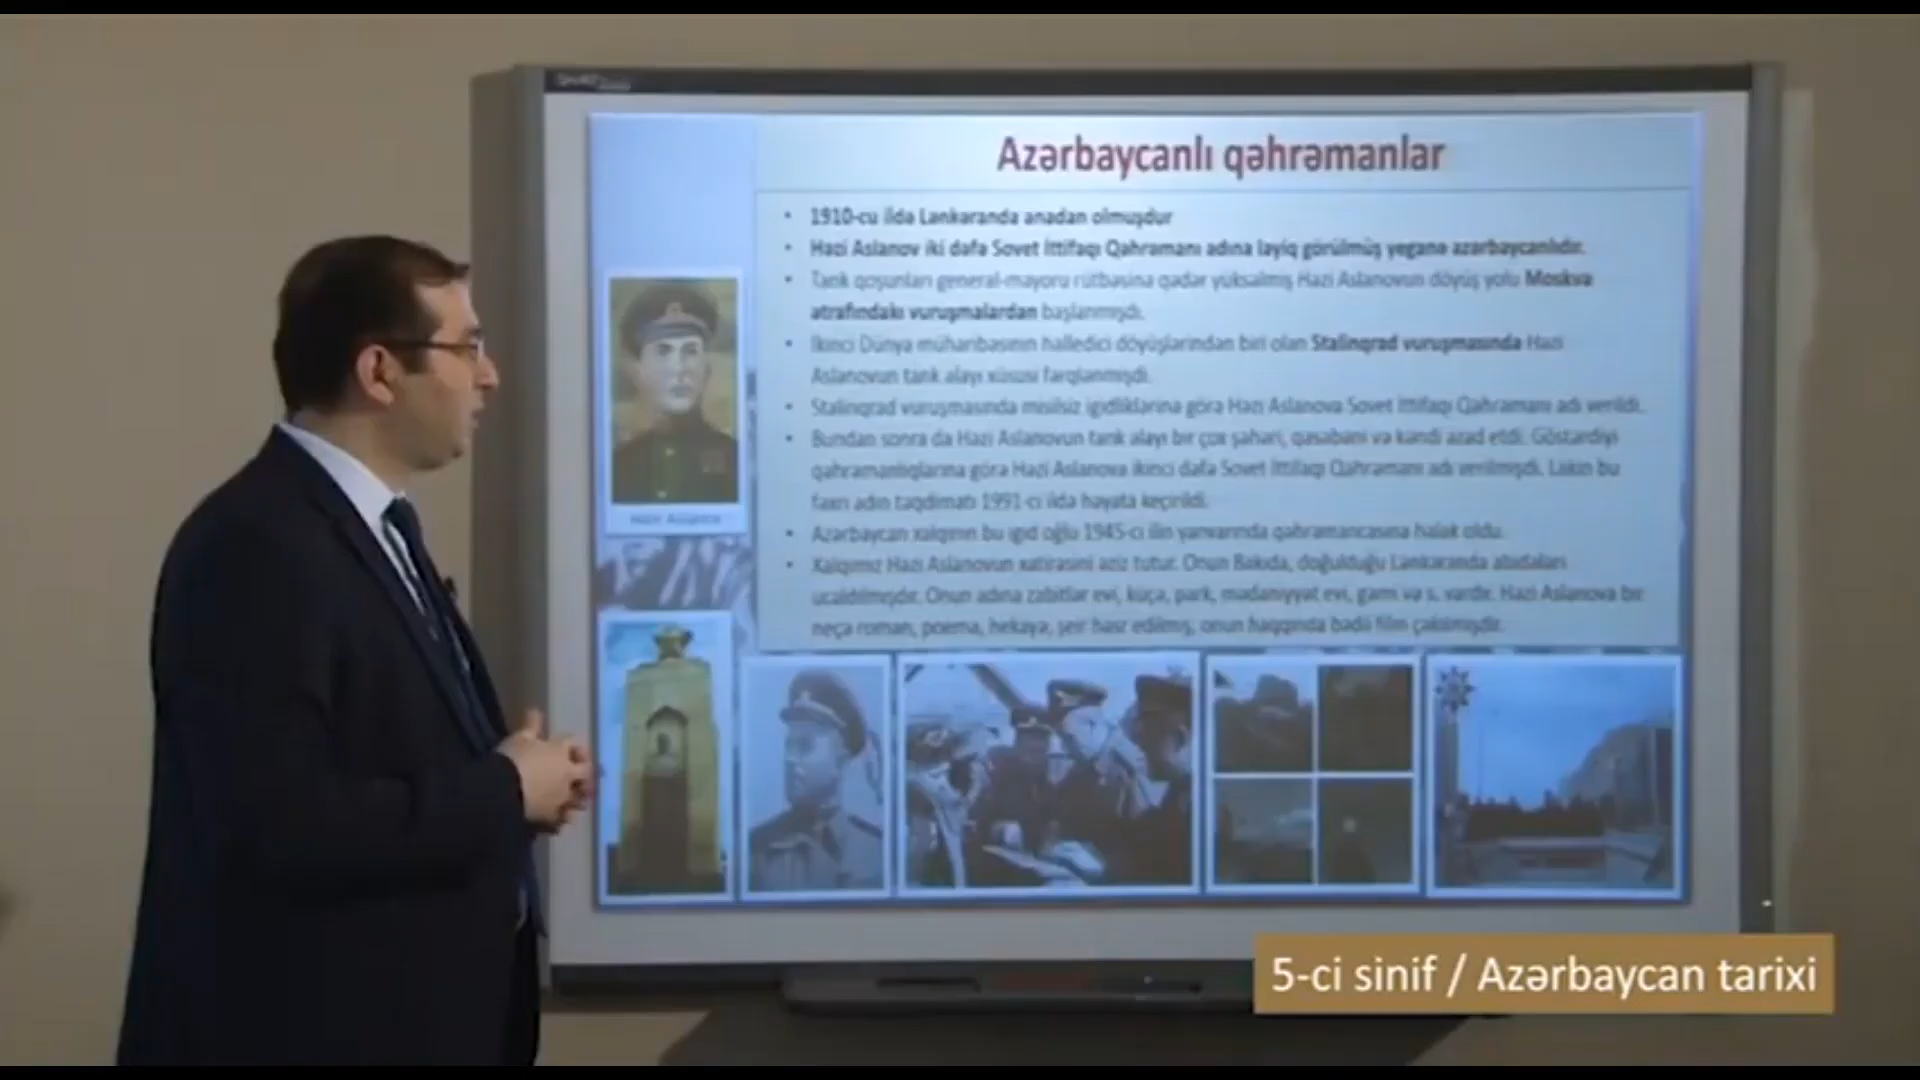 Azərbaycanlı qəhrəmanlar
• 1910-cu ildə Lənkəranda anadan olmuşdur
• Həzi Aslanov iki dəfə Sovet İttifaqı Qəhrəmanı adına layiq görülmüş yeganə azərbaycanlıdır.
• Tank qoşunları general-mayoru rütbəsinə qədər yüksəlmiş Həzi Aslanovun döyüş yolu Moskva
ətrafındakı vuruşmalardan başlanmışdı.
• İkinci Dünya müharibəsinin həlledici döyüşlərindən biri olan Stalinqrad vuruşmasında Həzi
Aslanovun tank alayı xüsusi fərqlənmişdi.
• Stalinqrad vuruşmasında misilsiz igidliklərinə görə Həzi Aslanova Sovet İttifaqı Qəhrəmanı adı verildi.
• Bundan sonra da Həzi Aslanovun tank alayı bir çox şəhəri, qəsəbəni və kəndi azad etdi. Göstərdiyi
qəhrəmanlıqlarına görə Həzi Aslanova ikinci dəfə Sovet İttifaqı Qəhrəmanı adı verilmişdi. Lakin bu
fəxri adın təqdimatı 1991-ci ildə həyata keçirildi.
• Azərbaycan xalqının bu igid oğlu 1945-ci ilin yanvarında qəhrəmancasına həlak oldu.
• Xalqımız Həzi Aslanovun xatirəsini əziz tutur. Onun Bakıda, doğulduğu Lənkəranda abidələri
ucaldılmışdır. Onun adına zabitlər evi, küçə, park, mədəniyyət evi, gəmi və s. vardır. Həzi Aslanova bir
neçə roman, poema, hekayə, şeir həsr edilmiş, onun haqqında bədii film çəkilmişdir.
Həzi Aslanov
5-ci sinif / Azərbaycan tarixi